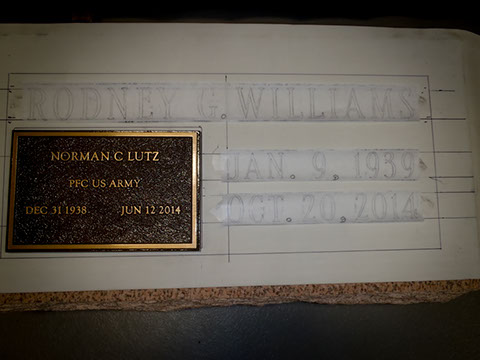 RODNEY G. WILLIAMS
NORMAN C LUTZ
PFC US ARMY
DEC 31 1938 JUN 12 2014
JAN. 9, 1939
OCT. 20, 2014